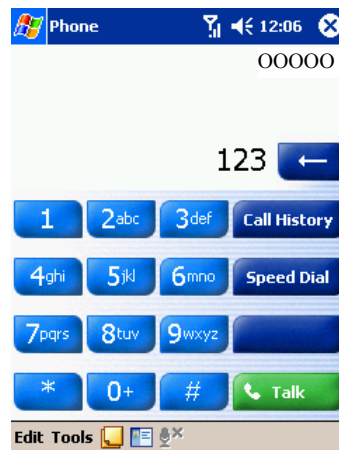 Phone 12:06
OOOOO
123
1 2abc 3def Call History
4ghi 5jkl 6mno Speed Dial
7pqrs 8tuv 9wxyz
* 0+ # Talk
Edit Tools